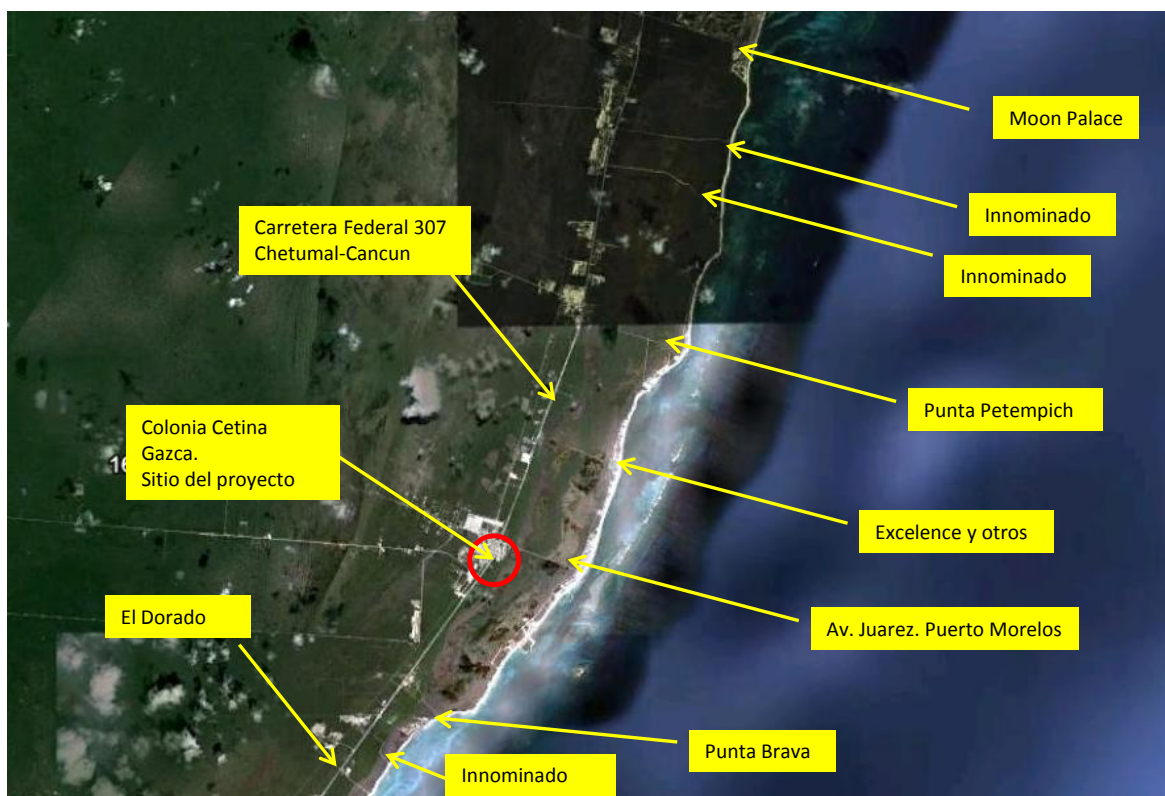 Moon Palace
Innominado
Carretera Federal 307
Chetumal-Cancun
Innominado
Punta Petempich
Colonia Cetina
Gazca.
Sitio del proyecto
16
Excelence y otros
El Dorado
Av. Juarez. Puerto Morelos
Punta Brava
Innominado